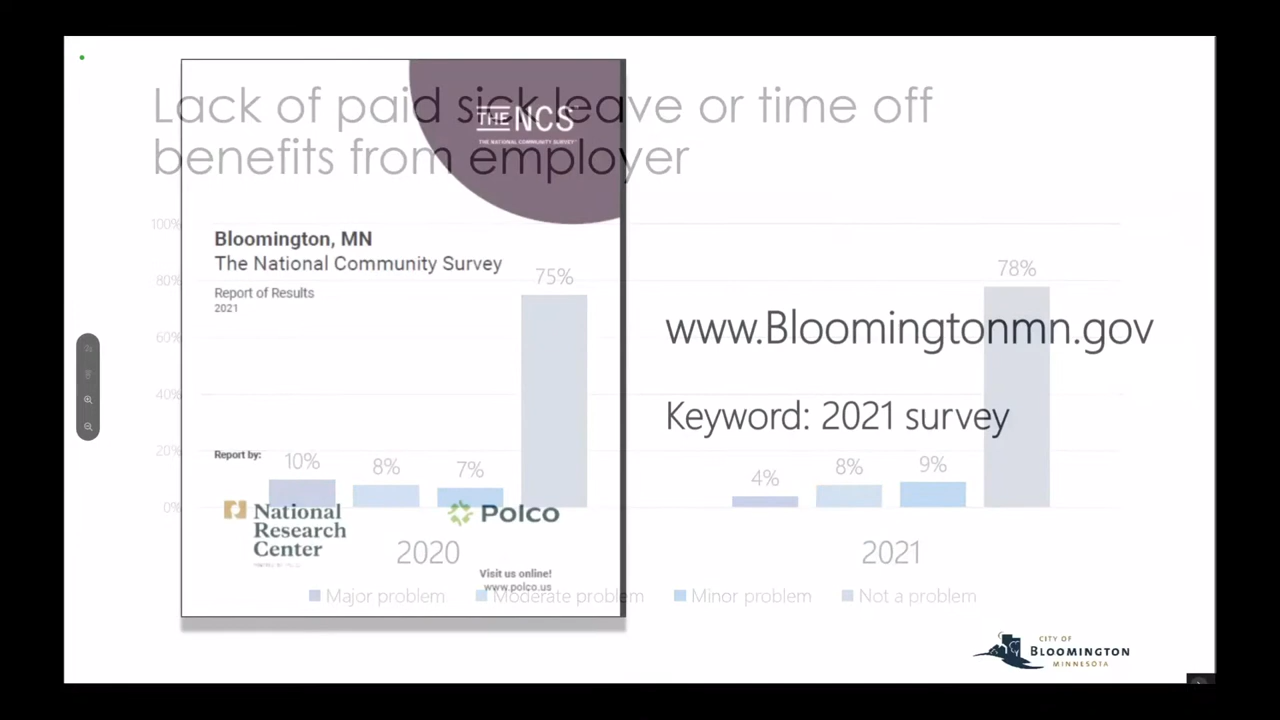 Lack of paid sick leave or time off
benefits from employer
THE NCS
THE NATIONAL COMMUNITY SURVEY
Bloomington, MN
The National Community Survey
Report of Results
2021
100%
80%
60%
40%
20%
0%
75%
78%
www.Bloomingtonmn.gov
Keyword: 2021 survey
Report by:
10%
8%
7%
4%
8%
9%
National
Research
Center
Polco
2020
2021
Visit us online!
www.polco.us
Major problem
Moderate problem
Minor problem
Not a problem
CITY OF
BLOOMINGTON
MINNESOTA